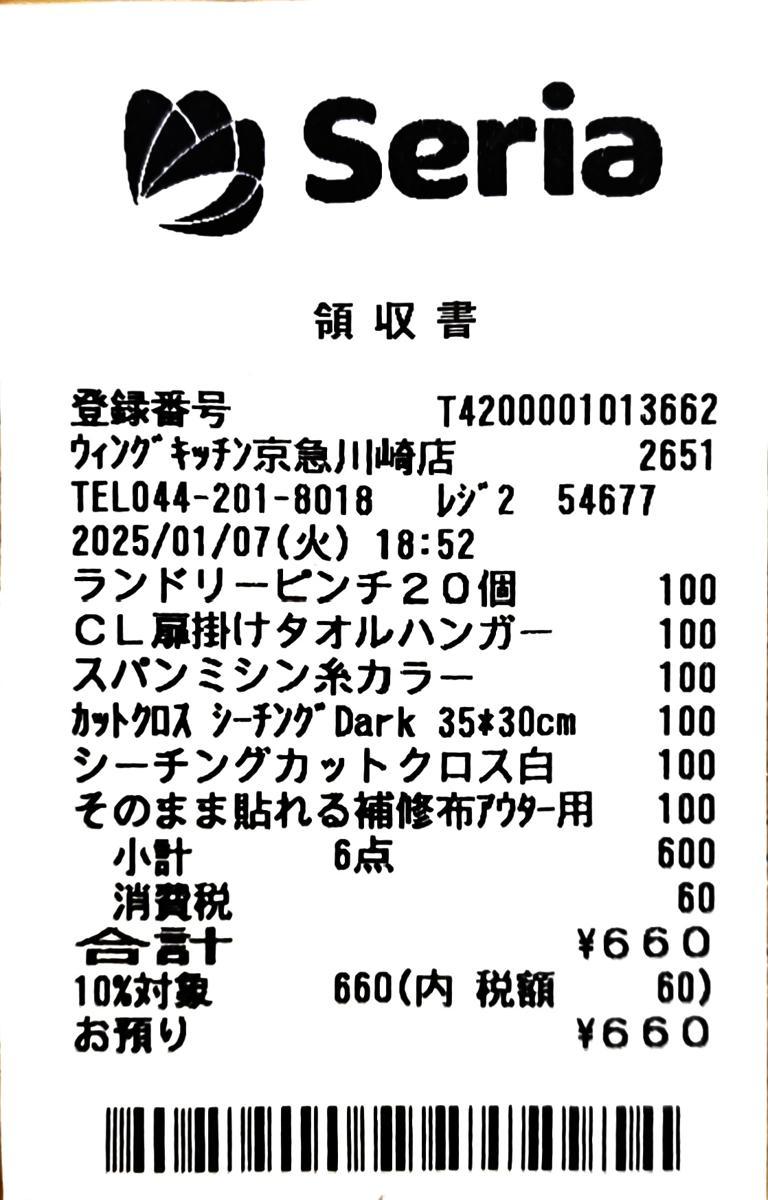 Seria
領収書
登録番号 T4200001013662
ウィングキッチン京急川崎店 2651
TEL044-201-8018 レジ2 54677
2025/01/07(火) 18:52
ランドリーピンチ20個 100
CL扉掛けタオルハンガー 100
スパンミシン糸カラー 100
カットクロス シーチングDark 35*30cm 100
シーチングカットクロス白 100
そのまま貼れる補修布アウター用 100
小計 6点 600
消費税 60
合計 ¥660
10%対象 660(内 税額 60)
お預り ¥660